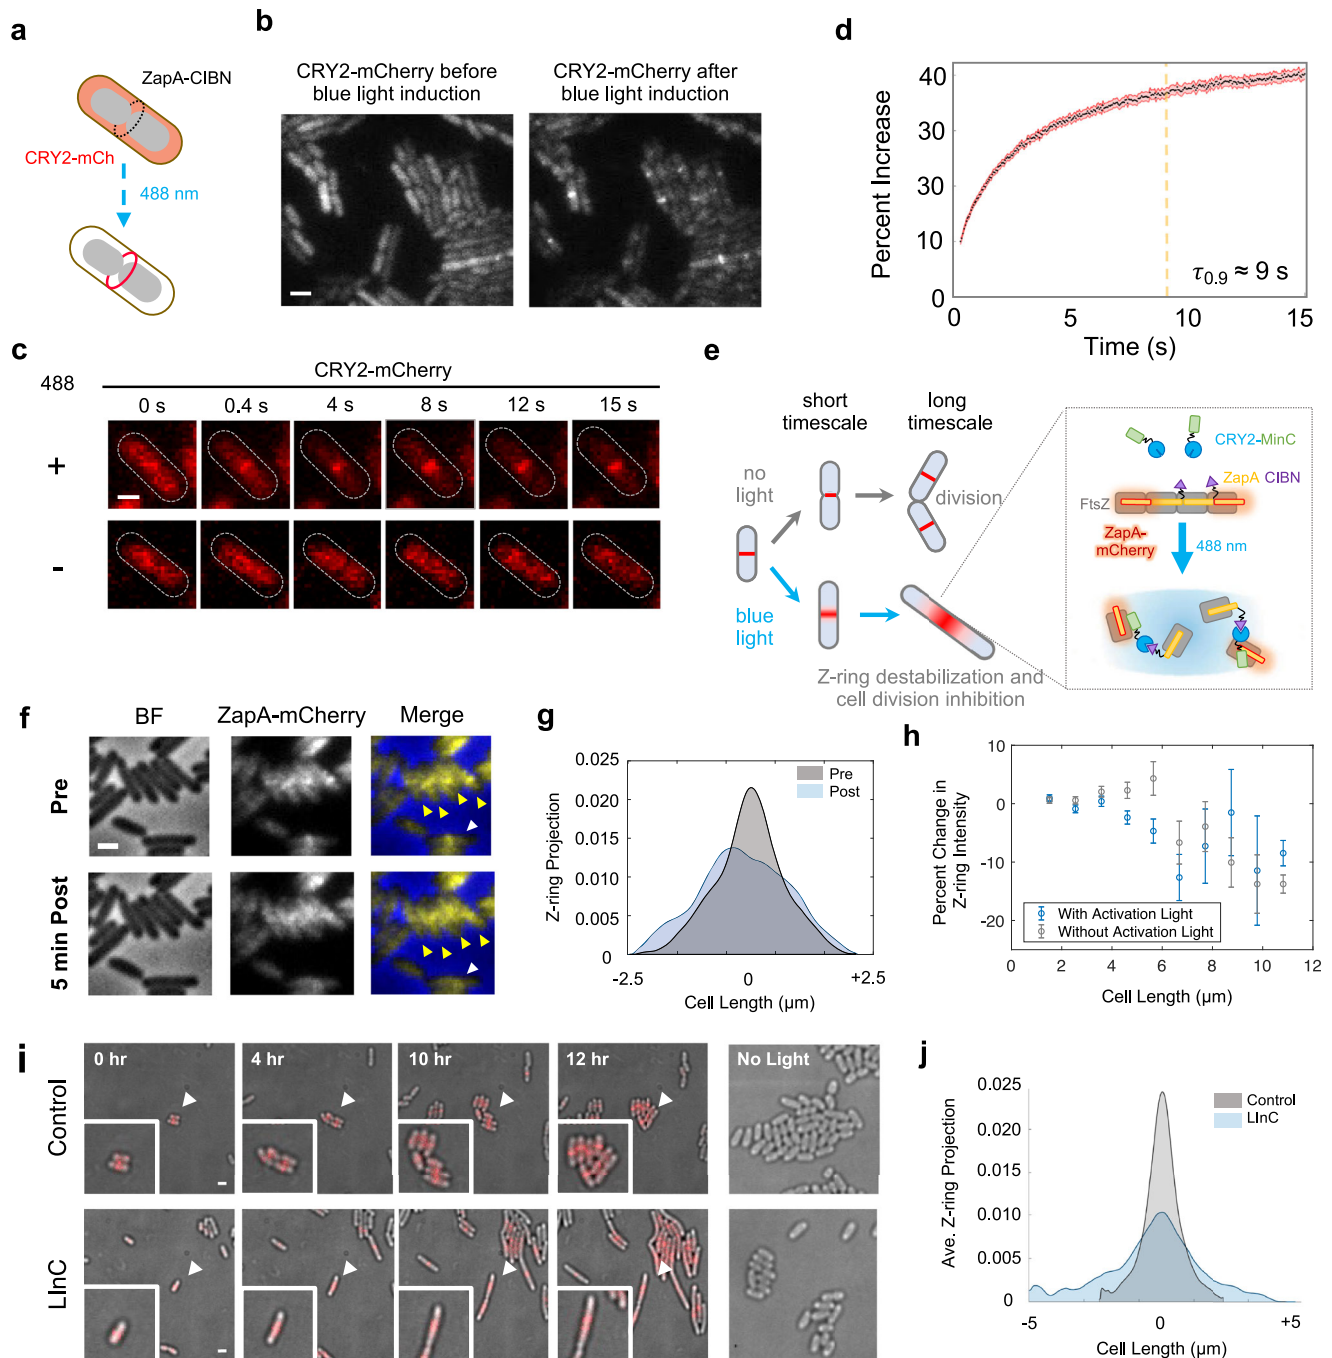 a
ZapA-CIBN
CRY2-mCh
488 nm
b
CRY2-mCherry before
blue light induction
CRY2-mCherry after
blue light induction
c
488
CRY2-mCherry
0 s
0.4 s
4 s
8 s
12 s
15 s
+
-
d
Percent Increase
40
30
30
10
0
0
5
10
15
Time (s)
τ0.9 ≈ 9 s
e
short
timescale
long
timescale
no
light
division
blue
light
Z-ring destabilization and
cell division inhibition
CRY2-MinC
ZapA CIBN
FtsZ
ZapA-
mCherry
488 nm
f
BF
ZapA-mCherry
Merge
Pre
5 min Post
g
Z-ring Projection
0.025
0.020
0.015
0.010
0.005
0
-2.5
0
+2.5
Cell Length (µm)
Pre
Post
h
Percent Change in
Z-ring Intensity
10
0
-10
-20
0
2
4
6
8
10
12
Cell Length (µm)
With Activation Light
Without Activation Light
i
0 hr
4 hr
10 hr
12 hr
No Light
Control
LInC
j
Ave. Z-ring Projection
0.025
0.020
0.015
0.010
0.005
0
-5
0
+5
Cell Length (µm)
Control
LInC